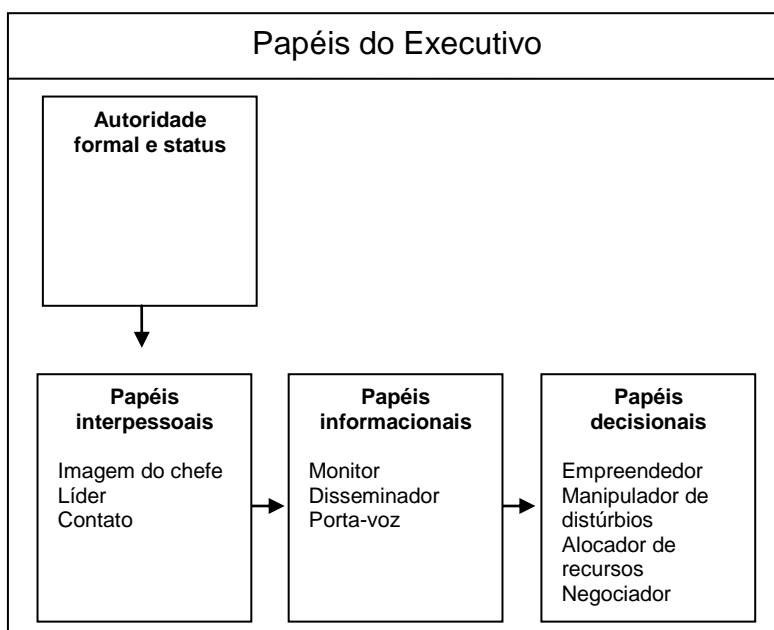 Papéis do Executivo
Autoridade
formal e status
Papéis
interpessoais
Imagem do chefe
Líder
Contato
Papéis
informacionais
Monitor
Disseminador
Porta-voz
Papéis
decisionais
Empreendedor
Manipulador de
distúrbios
Alocador de
recursos
Negociador